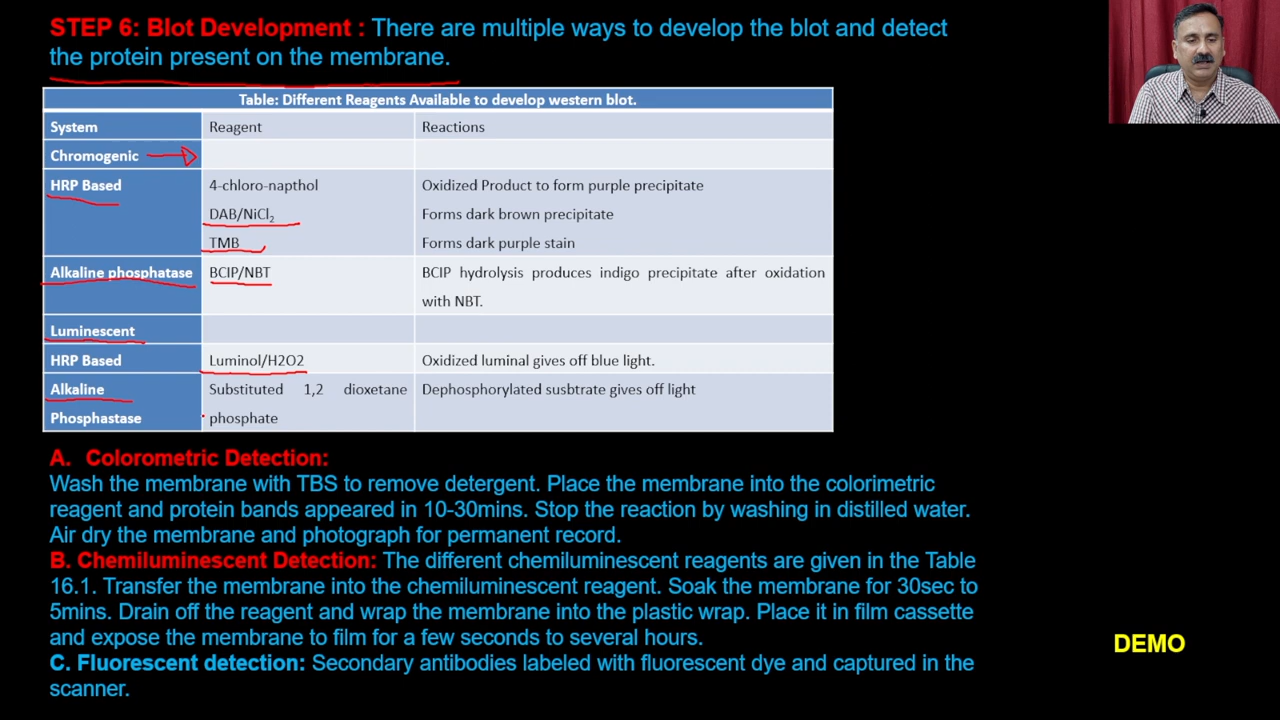 STEP 6: Blot Development : There are multiple ways to develop the blot and detect
the protein present on the membrane.
Table: Different Reagents Available to develop western blot.
System Reagent Reactions
Chromogenic
HRP Based 4-chloro-napthol Oxidized Product to form purple precipitate
DAB/NiCl₂ Forms dark brown precipitate
TMB Forms dark purple stain
Alkaline phosphatase BCIP/NBT BCIP hydrolysis produces indigo precipitate after oxidation
with NBT.
Luminescent
HRP Based Luminol/H2O2 Oxidized luminal gives off blue light.
Alkaline Substituted 1,2 dioxetane Dephosphorylated susbtrate gives off light
Phosphastase phosphate
A. Colorometric Detection:
Wash the membrane with TBS to remove detergent. Place the membrane into the colorimetric
reagent and protein bands appeared in 10-30mins. Stop the reaction by washing in distilled water.
Air dry the membrane and photograph for permanent record.
B. Chemiluminescent Detection: The different chemiluminescent reagents are given in the Table
16.1. Transfer the membrane into the chemiluminescent reagent. Soak the membrane for 30sec to
5mins. Drain off the reagent and wrap the membrane into the plastic wrap. Place it in film cassette
and expose the membrane to film for a few seconds to several hours.
C. Fluorescent detection: Secondary antibodies labeled with fluorescent dye and captured in the
scanner.
DEMO